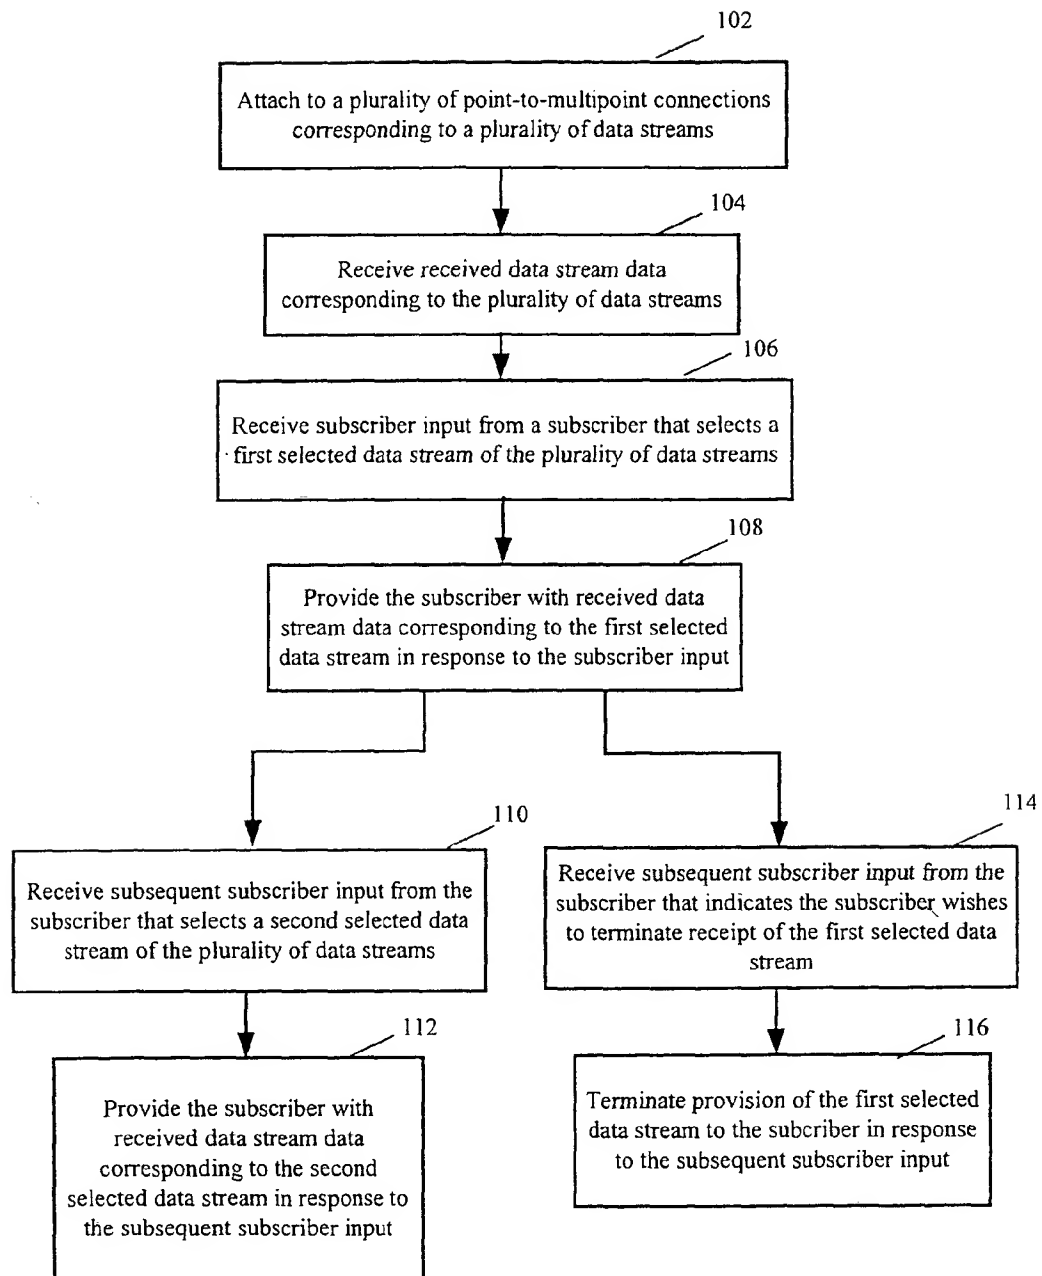 102
Attach to a plurality of point-to-multipoint connections
corresponding to a plurality of data streams
104
Receive received data stream data
corresponding to the plurality of data streams
106
Receive subscriber input from a subscriber that selects a
first selected data stream of the plurality of data streams
108
Provide the subscriber with received data
stream data corresponding to the first selected
data stream in response to the subscriber input
110
Receive subsequent subscriber input from the
subscriber that selects a second selected data
stream of the plurality of data streams
112
Provide the subscriber with
received data stream data
corresponding to the second
selected data stream in response to
the subsequent subscriber input
114
Receive subsequent subscriber input from the
subscriber that indicates the subscriber wishes
to terminate receipt of the first selected data
stream
116
Terminate provision of the first selected
data stream to the subcriber in response
to the subsequent subscriber input